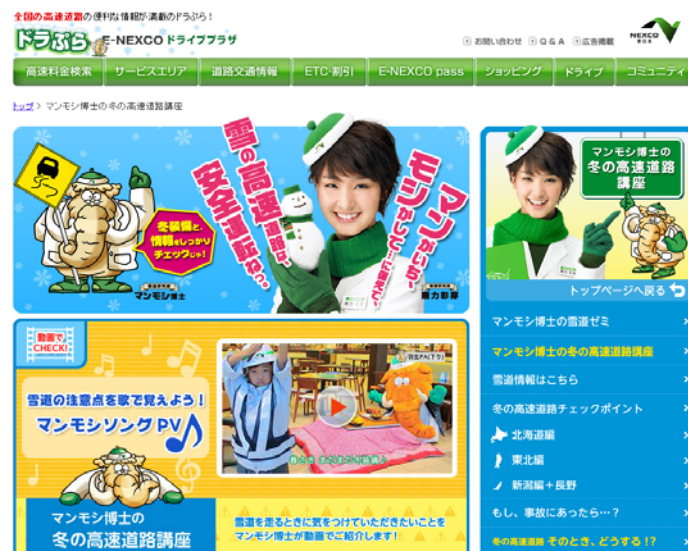 全国の高速道路の便利な情報が満載のドラぷら！
ドラぷら E-NEXCO ドライブプラザ
お問い合わせ Q & A 広告掲載
NEXCO
東日本
高速料金検索 サービスエリア 道路交通情報 ETC・割引 E-NEXCO pass ショッピング ドライブ コミュニティ
トップ > マンモシ博士の冬の高速道路講座
冬装備と、
情報をしっかり
チェックじゃ！
マンモシ博士
雪の高速道路は、
安全運転ねっ。
マンがいち、
モシかして…に備えて。
剛力彩芽
マンモシ博士の
冬の高速道路
講座
トップページへ戻る
マンモシ博士の雪道ゼミ
マンモシ博士の冬の高速道路講座
雪道情報はこちら
冬の高速道路チェックポイント
北海道編
東北編
新潟編＋長野
もし、事故にあったら…？
冬の高速道路 そのとき、どうする！？
動画で
CHECK!
雪道の注意点を歌で覚えよう！
マンモシソング PV
マンモシ博士の
冬の高速道路講座
雪道を走るときに気をつけていただきたいことを
マンモシ博士が動画でご紹介します！